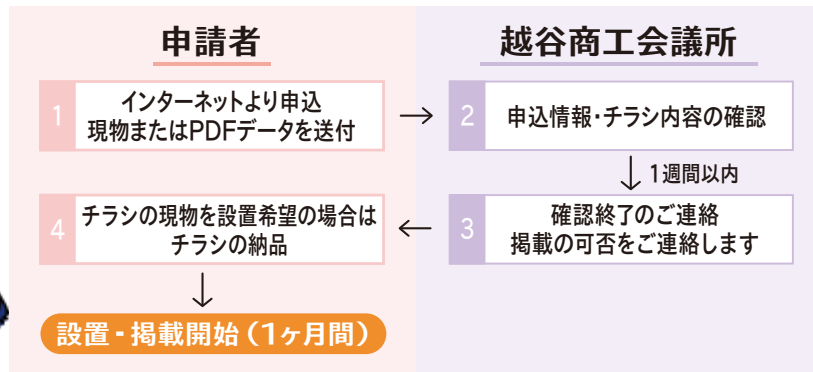 申請者
越谷商工会議所
1
インターネットより申込
現物またはPDFデータを送付
→
2
申込情報・チラシ内容の確認
↓ 1週間以内
3
確認終了のご連絡
掲載の可否をご連絡します
←
4
チラシの現物を設置希望の場合は
チラシの納品
↓
設置-掲載開始(1ヶ月間)